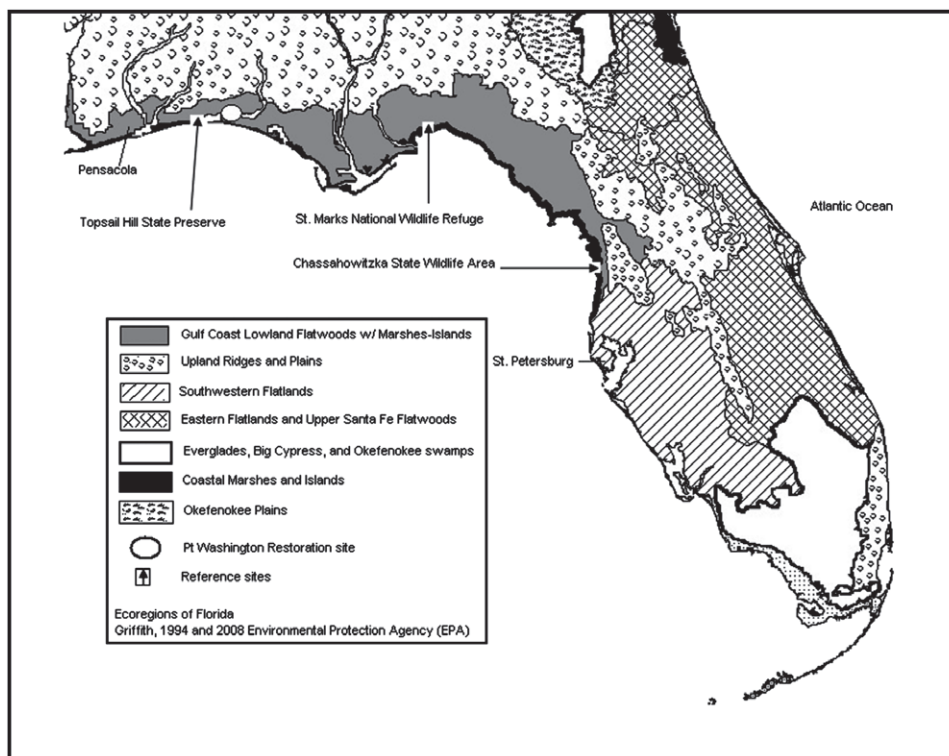 Pensacola
Topsail Hill State Preserve
St. Marks National Wildlife Refuge
Atlantic Ocean
Chassahowitzka State Wildlife Area
St. Petersburg
Gulf Coast Lowland Flatwoods w/ Marshes-Islands
Upland Ridges and Plains
Southwestern Flatlands
Eastern Flatlands and Upper Santa Fe Flatwoods
Everglades, Big Cypress, and Okefenokee swamps
Coastal Marshes and Islands
Okefenokee Plains
Pt Washington Restoration site
Reference sites
Ecoregions of Florida
Griffith, 1994 and 2008 Environmental Protection Agency (EPA)